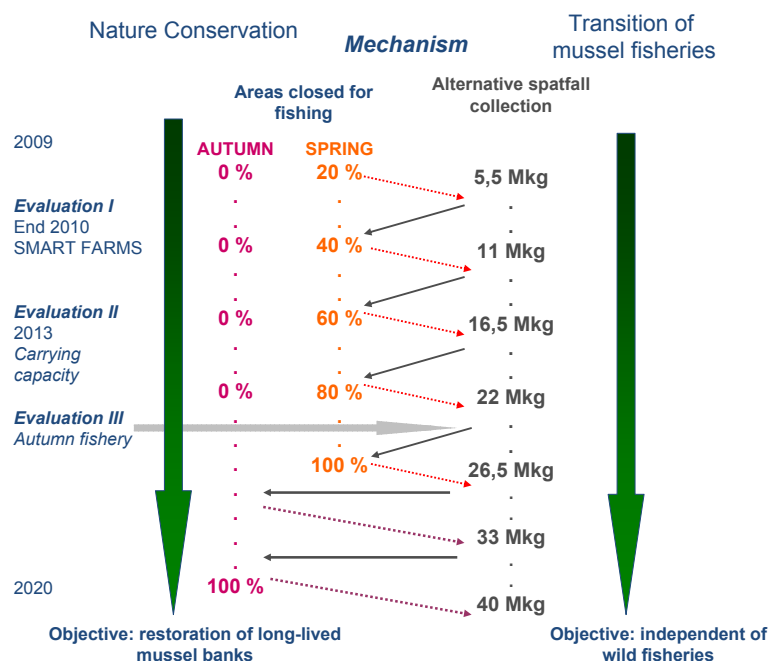 Nature Conservation
Mechanism
Transition of
mussel fisheries
Areas closed for
fishing
Alternative spatfall
collection
2009
AUTUMN SPRING
0 % 20 % 5,5 Mkg
Evaluation I
End 2010
SMART FARMS
0 % 40 % 11 Mkg
Evaluation II
2013
Carrying
capacity
0 % 60 % 16,5 Mkg
0 % 80 % 22 Mkg
Evaluation III
Autumn fishery
100 % 26,5 Mkg
33 Mkg
2020
100 % 40 Mkg
Objective: restoration of long-lived
mussel banks
Objective: independent of
wild fisheries